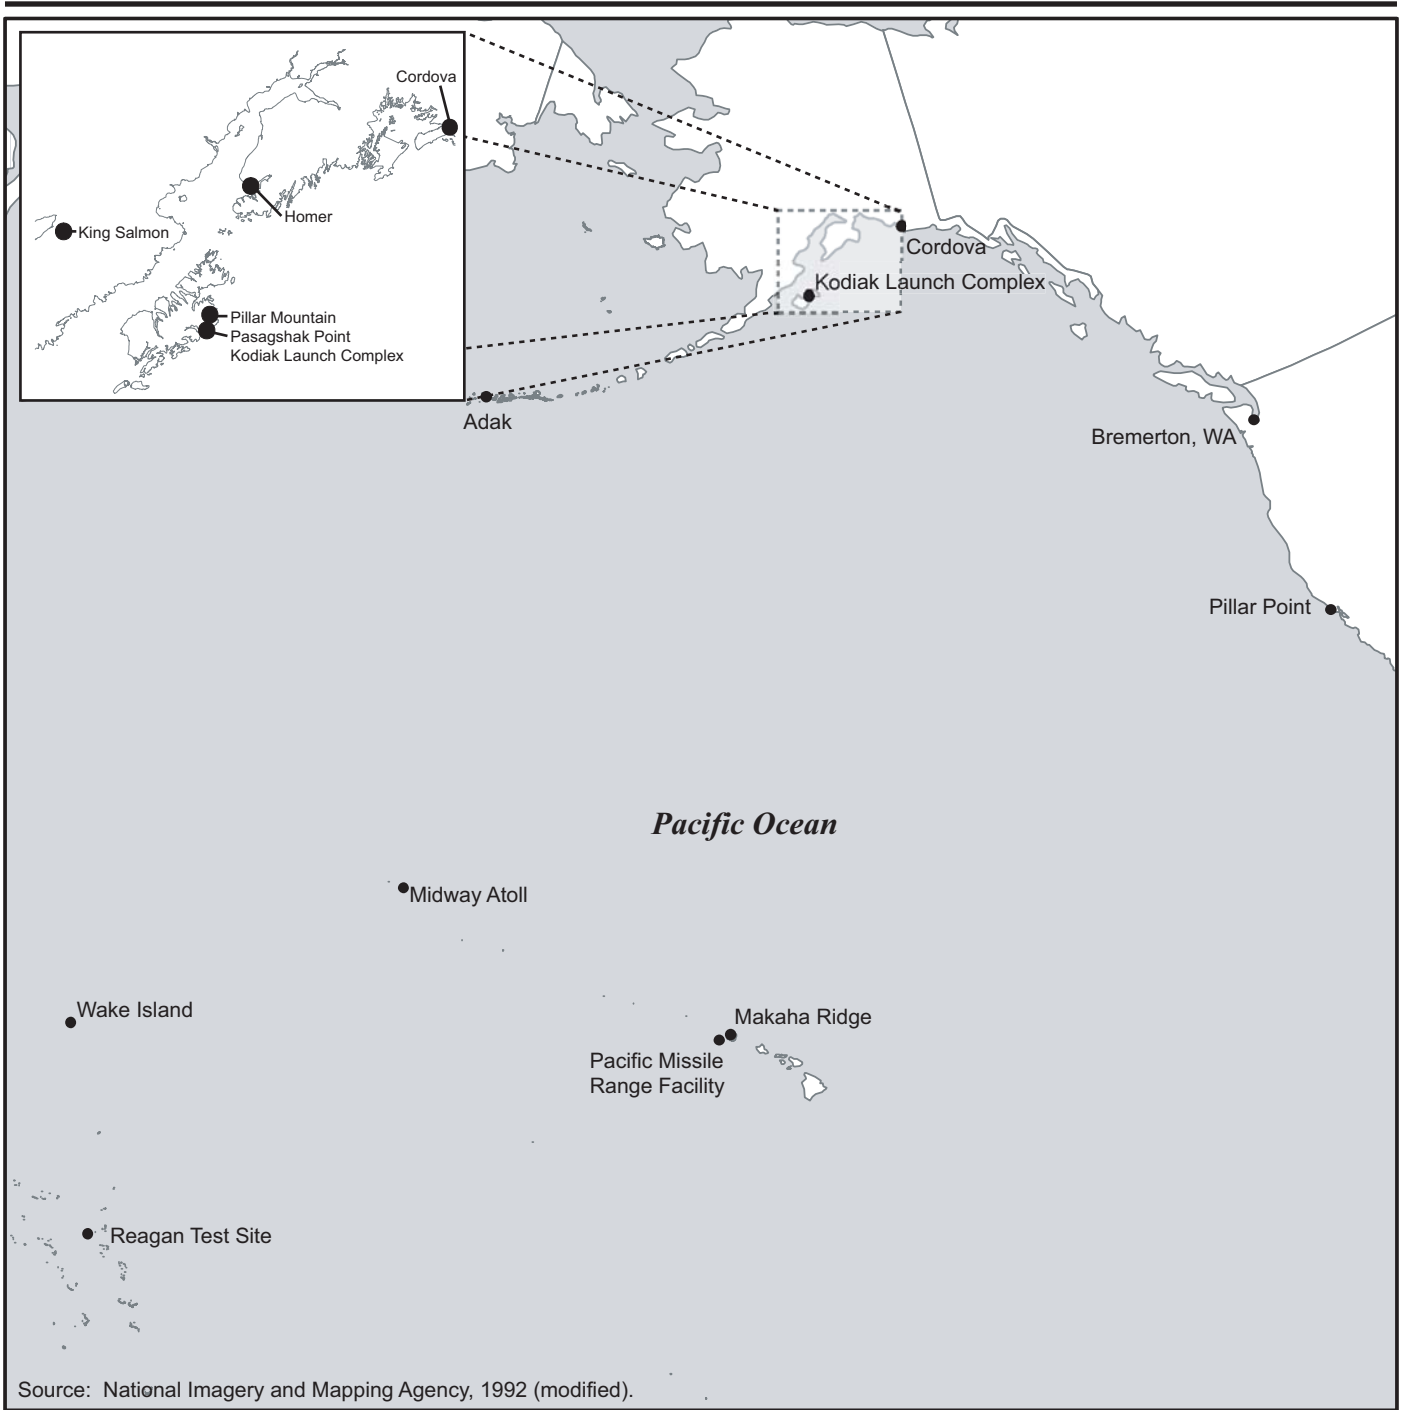 Cordova
Homer
King Salmon
Pillar Mountain
Pasagshak Point
Kodiak Launch Complex
Cordova
Kodiak Launch Complex
Adak
Bremerton, WA
Pillar Point
Pacific Ocean
Midway Atoll
Wake Island
Makaha Ridge
Pacific Missile
Range Facility
Reagan Test Site
Source: National Imagery and Mapping Agency, 1992 (modified).